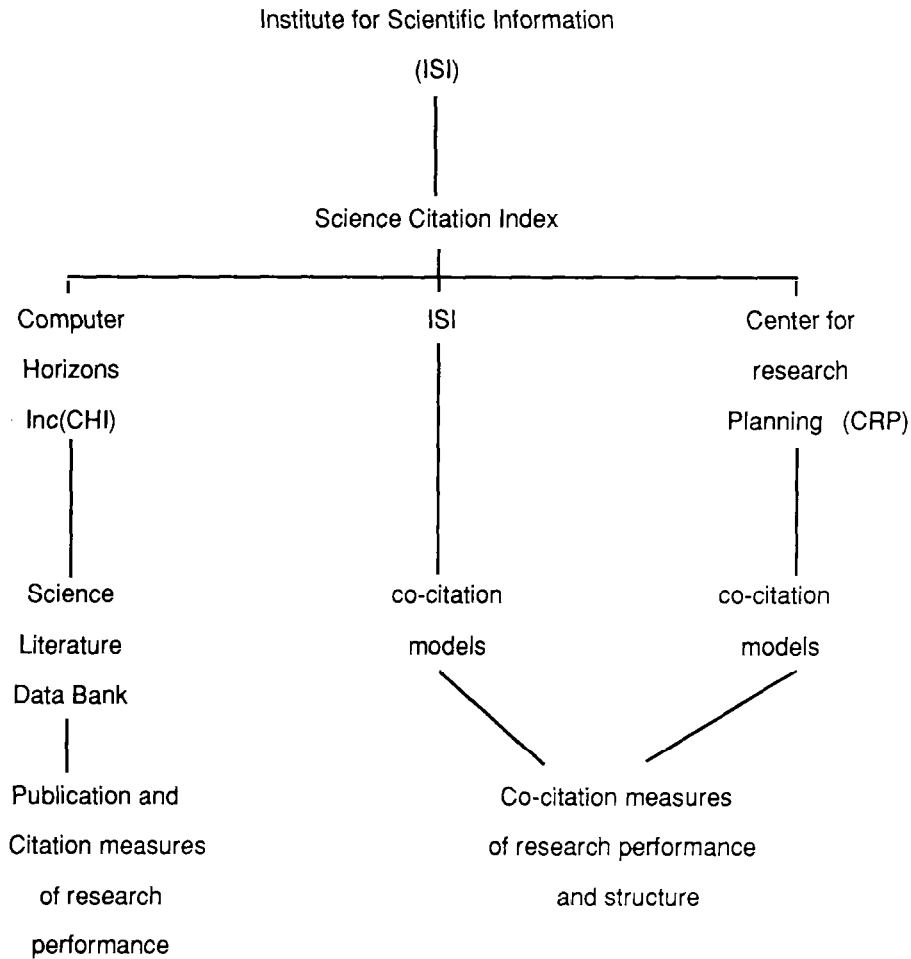 Institute for Scientific Information
(ISI)
Science Citation Index
Computer
Horizons
Inc(CHI)
ISI
Center for
research
Planning (CRP)
Science
Literature
Data Bank
co-citation
models
co-citation
models
Publication and
Citation measures
of research
performance
Co-citation measures
of research performance
and structure